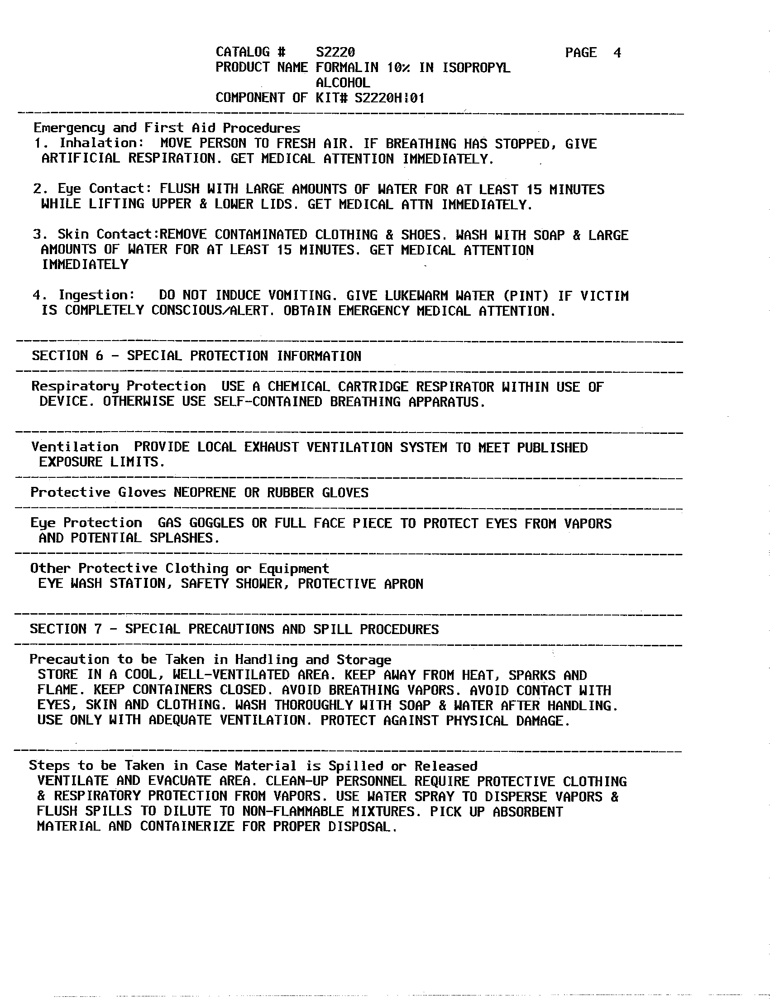 CATALOG # S2220 PAGE 4
PRODUCT NAME FORMALIN 10% IN ISOPROPYL
ALCOHOL
COMPONENT OF KIT# S2220H¦01
Emergency and First Aid Procedures
1. Inhalation: MOVE PERSON TO FRESH AIR. IF BREATHING HAS STOPPED, GIVE
ARTIFICIAL RESPIRATION. GET MEDICAL ATTENTION IMMEDIATELY.
2. Eye Contact: FLUSH WITH LARGE AMOUNTS OF WATER FOR AT LEAST 15 MINUTES
WHILE LIFTING UPPER & LOWER LIDS. GET MEDICAL ATTN IMMEDIATELY.
3. Skin Contact:REMOVE CONTAMINATED CLOTHING & SHOES. WASH WITH SOAP & LARGE
AMOUNTS OF WATER FOR AT LEAST 15 MINUTES. GET MEDICAL ATTENTION
IMMEDIATELY
4. Ingestion: DO NOT INDUCE VOMITING. GIVE LUKEWARM WATER (PINT) IF VICTIM
IS COMPLETELY CONSCIOUS/ALERT. OBTAIN EMERGENCY MEDICAL ATTENTION.
SECTION 6 - SPECIAL PROTECTION INFORMATION
Respiratory Protection USE A CHEMICAL CARTRIDGE RESPIRATOR WITHIN USE OF
DEVICE. OTHERWISE USE SELF-CONTAINED BREATHING APPARATUS.
Ventilation PROVIDE LOCAL EXHAUST VENTILATION SYSTEM TO MEET PUBLISHED
EXPOSURE LIMITS.
Protective Gloves NEOPRENE OR RUBBER GLOVES
Eye Protection GAS GOGGLES OR FULL FACE PIECE TO PROTECT EYES FROM VAPORS
AND POTENTIAL SPLASHES.
Other Protective Clothing or Equipment
EYE WASH STATION, SAFETY SHOWER, PROTECTIVE APRON
SECTION 7 - SPECIAL PRECAUTIONS AND SPILL PROCEDURES
Precaution to be Taken in Handling and Storage
STORE IN A COOL, WELL-VENTILATED AREA. KEEP AWAY FROM HEAT, SPARKS AND
FLAME. KEEP CONTAINERS CLOSED. AVOID BREATHING VAPORS. AVOID CONTACT WITH
EYES, SKIN AND CLOTHING. WASH THOROUGHLY WITH SOAP & WATER AFTER HANDLING.
USE ONLY WITH ADEQUATE VENTILATION. PROTECT AGAINST PHYSICAL DAMAGE.
Steps to be Taken in Case Material is Spilled or Released
VENTILATE AND EVACUATE AREA. CLEAN-UP PERSONNEL REQUIRE PROTECTIVE CLOTHING
& RESPIRATORY PROTECTION FROM VAPORS. USE WATER SPRAY TO DISPERSE VAPORS &
FLUSH SPILLS TO DILUTE TO NON-FLAMMABLE MIXTURES. PICK UP ABSORBENT
MATERIAL AND CONTAINERIZE FOR PROPER DISPOSAL.